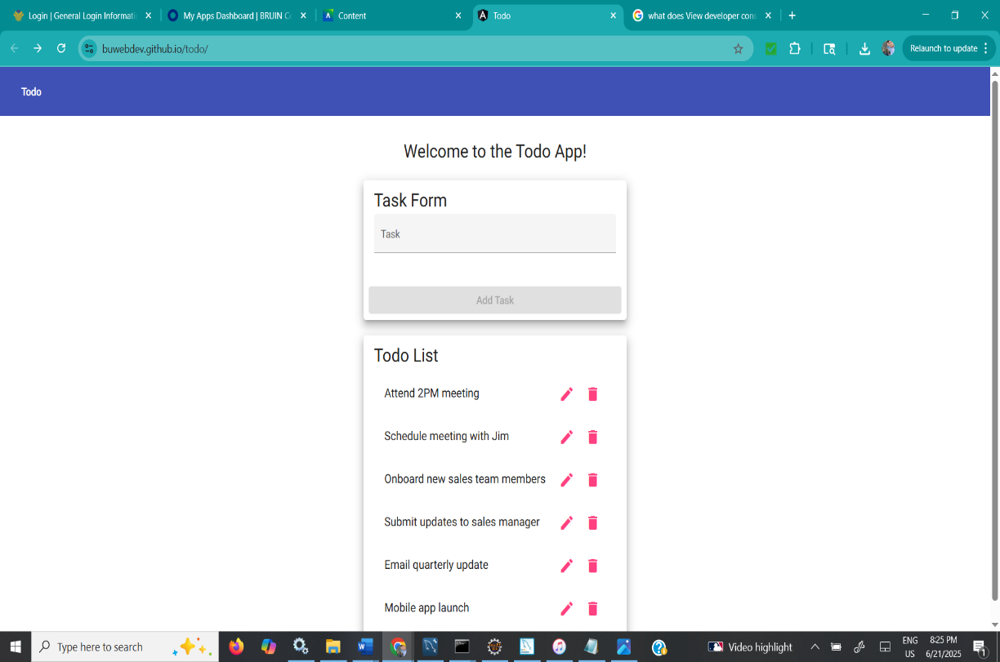 Login | General Login Informati
My Apps Dashboard | BRUIN C
Content
Todo
what does View developer cons
buwebdev.github.io/todo/
Relaunch to update
Todo
Welcome to the Todo App!
Task Form
Task
Add Task
Todo List
Attend 2PM meeting
Schedule meeting with Jim
Onboard new sales team members
Submit updates to sales manager
Email quarterly update
Mobile app launch
Type here to search
Video highlight
ENG
US
8:25 PM
6/21/2025
1